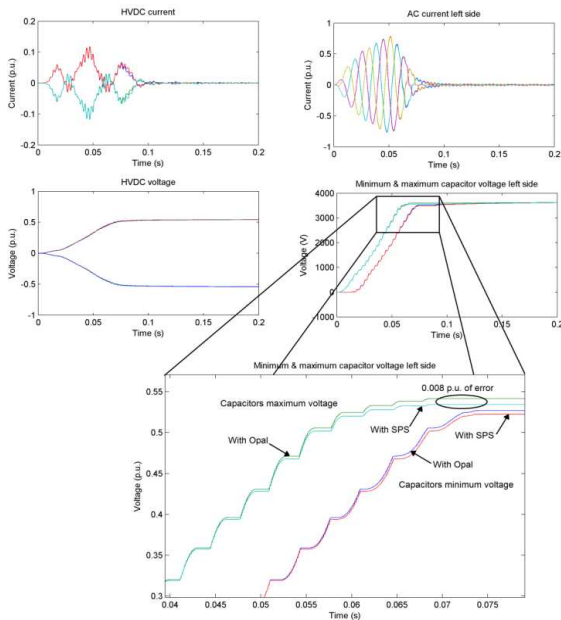 HVDC current
0.2
0.1
0
-0.1
-0.2
Current (p.u.)
0
0.05
0.1
0.15
0.2
Time (s)
AC current left side
1
0.5
0
-0.5
-1
Current (p.u.)
0
0.05
0.1
0.15
0.2
Time (s)
HVDC voltage
1
0.5
0
-0.5
-1
Voltage (p.u.)
0
0.05
0.1
0.15
0.2
Time (s)
Minimum & maximum capacitor voltage left side
4000
3000
2000
1000
0
-1000
Voltage (V)
0
0.05
0.1
0.15
0.2
Time (s)
Minimum & maximum capacitor voltage left side
0.008 p.u. of error
Capacitors maximum voltage
With Opal
With SPS
With SPS
With Opal
Capacitors minimum voltage
0.55
0.5
0.45
0.4
0.35
0.3
Voltage (p.u.)
0.04
0.045
0.05
0.055
0.06
0.065
0.07
0.075
Time (s)